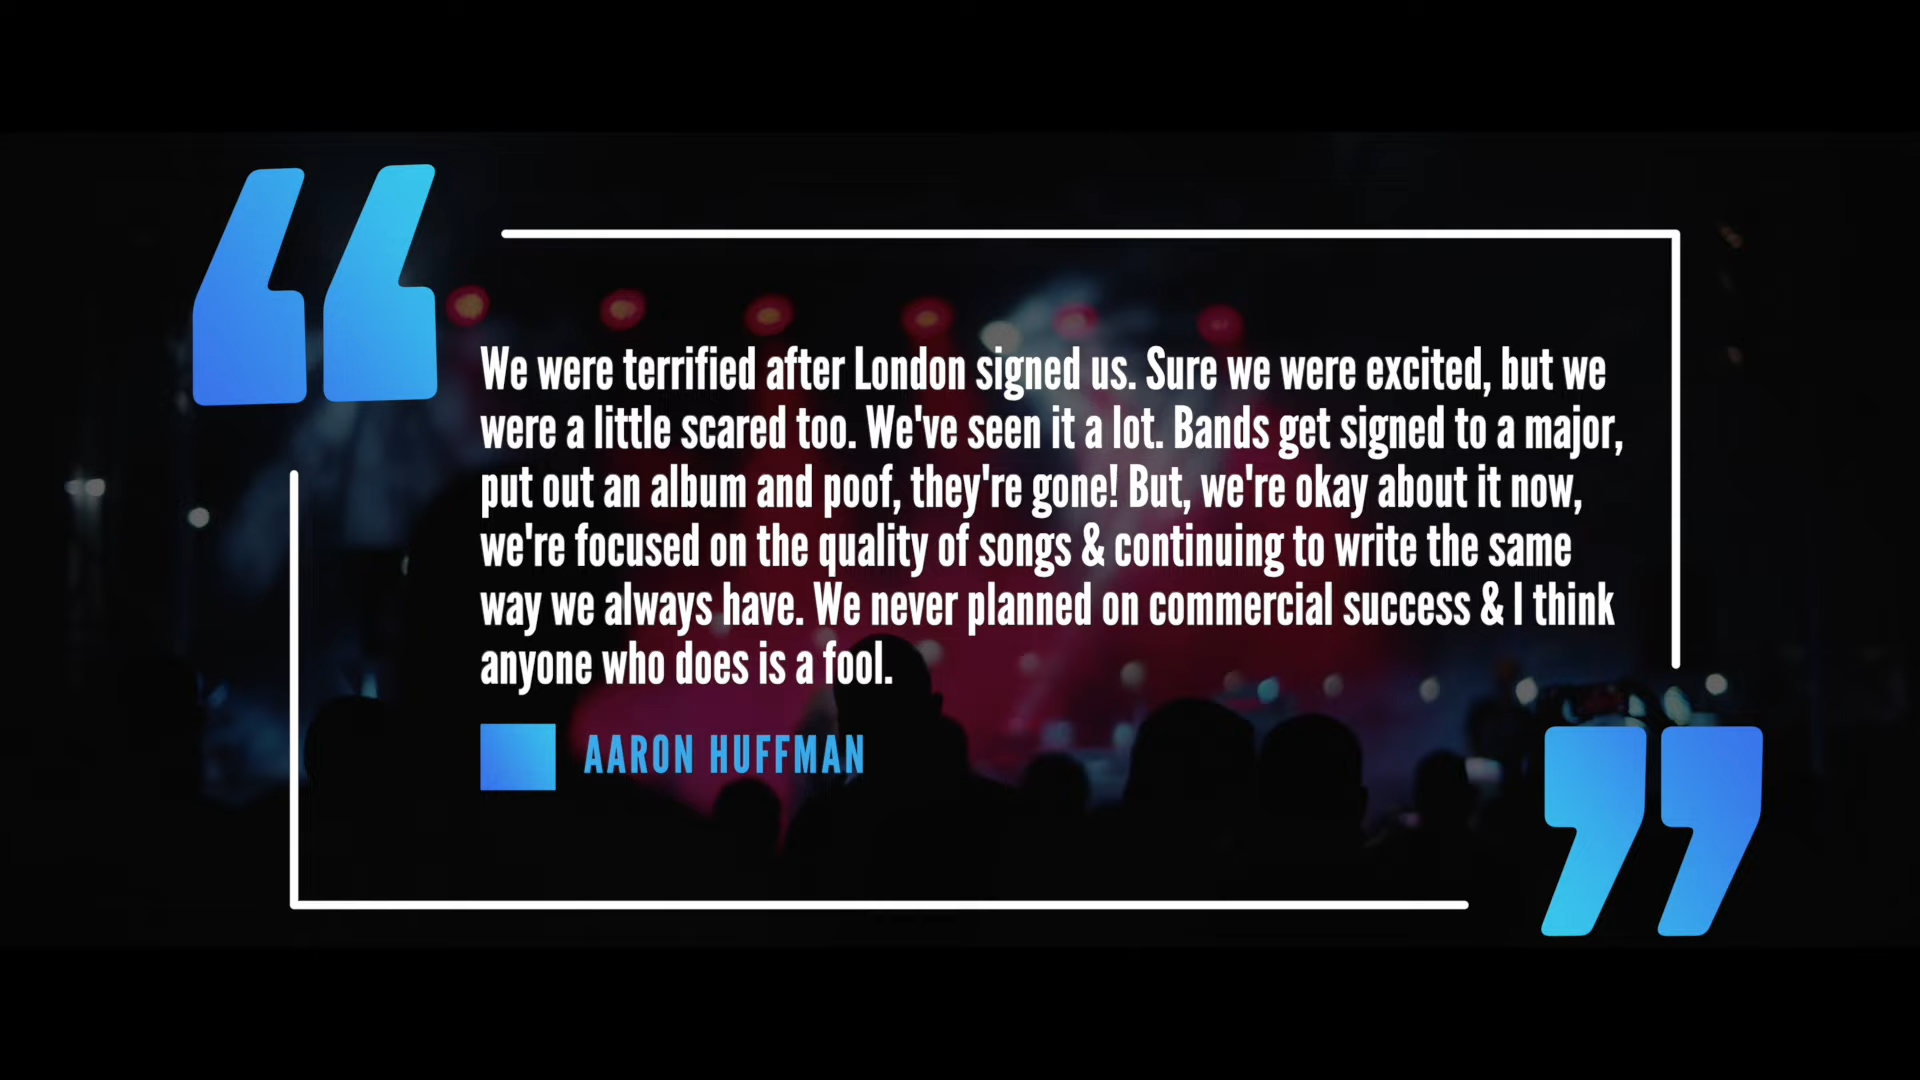 We were terrified after London signed us. Sure we were excited, but we
were a little scared too. We've seen it a lot. Bands get signed to a major,
put out an album and poof, they're gone! But, we're okay about it now,
we're focused on the quality of songs & continuing to write the same
way we always have. We never planned on commercial success & I think
anyone who does is a fool.
AARON HUFFMAN